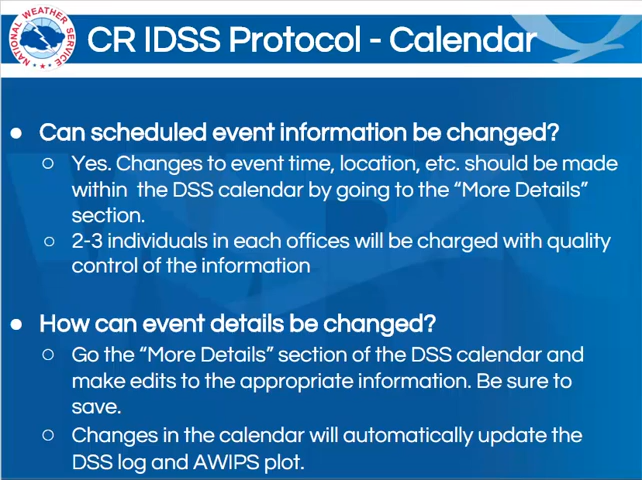 NATIONAL WEATHER SERVICE
CR IDSS Protocol - Calendar
● Can scheduled event information be changed?
○ Yes. Changes to event time, location, etc. should be made
within the DSS calendar by going to the “More Details”
section.
○ 2-3 individuals in each offices will be charged with quality
control of the information
● How can event details be changed?
○ Go the “More Details” section of the DSS calendar and
make edits to the appropriate information. Be sure to
save.
○ Changes in the calendar will automatically update the
DSS log and AWIPS plot.